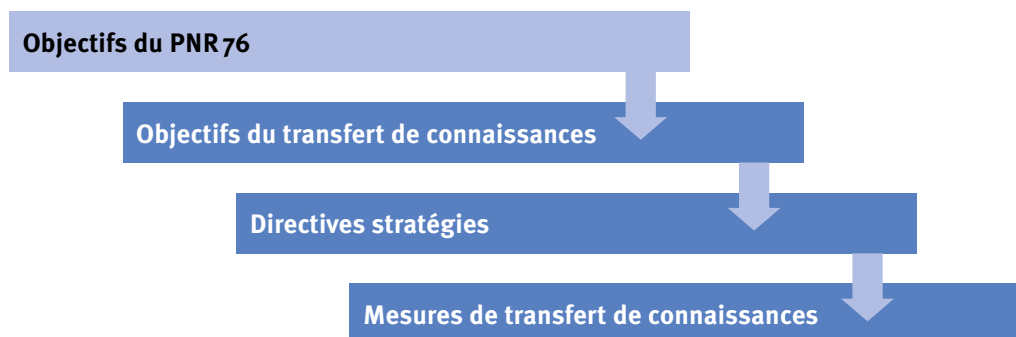 Objectifs du PNR 76
Objectifs du transfert de connaissances
Directives stratégies
Mesures de transfert de connaissances